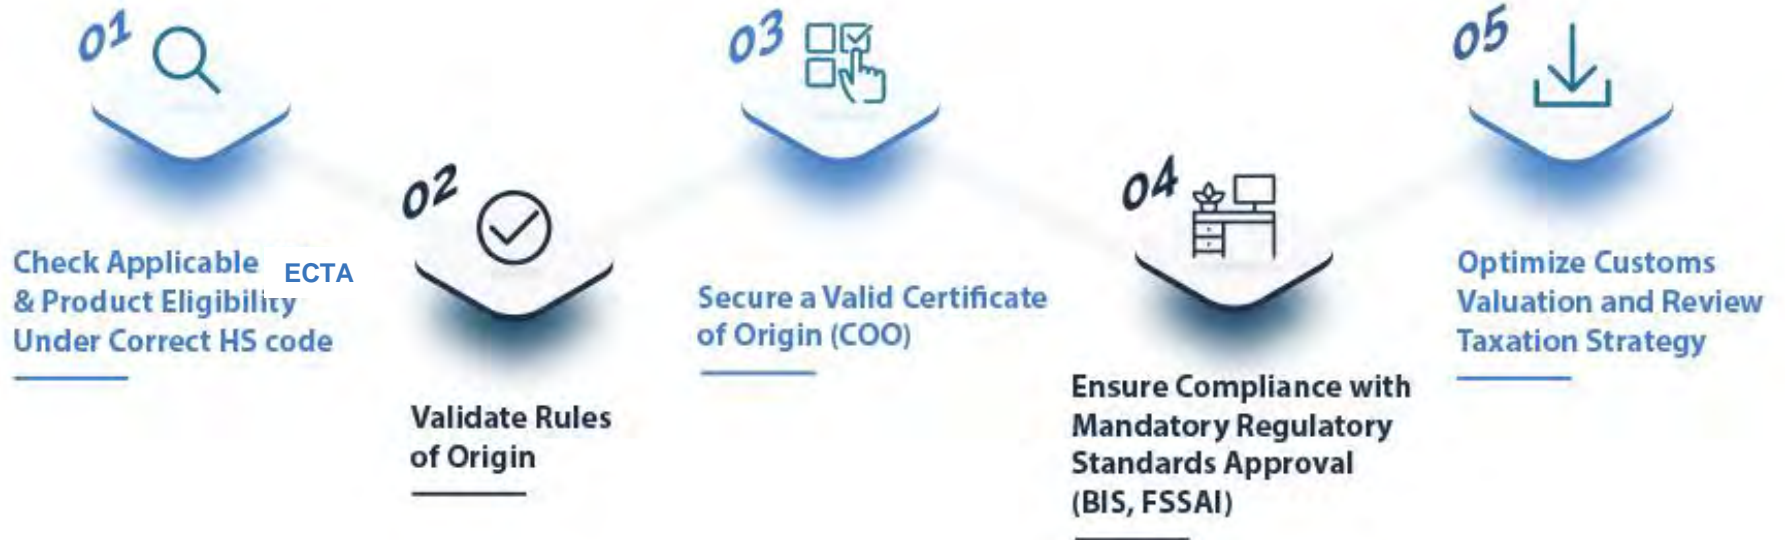 01
Check Applicable ECTA
& Product Eligibility
Under Correct HS code
02
Validate Rules
of Origin
03
Secure a Valid Certificate
of Origin (COO)
04
Ensure Compliance with
Mandatory Regulatory
Standards Approval
(BIS, FSSAI)
05
Optimize Customs
Valuation and Review
Taxation Strategy